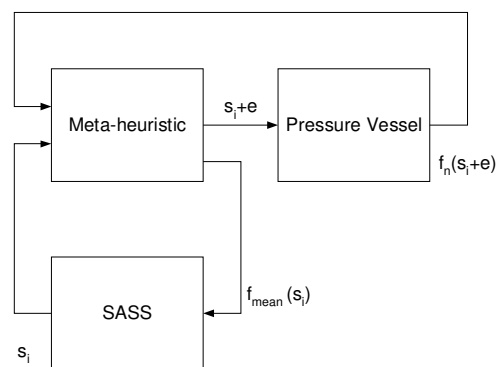 s_i+e
Meta-heuristic
Pressure Vessel
f_n(s_i+e)
f_mean (s_i)
SASS
s_i